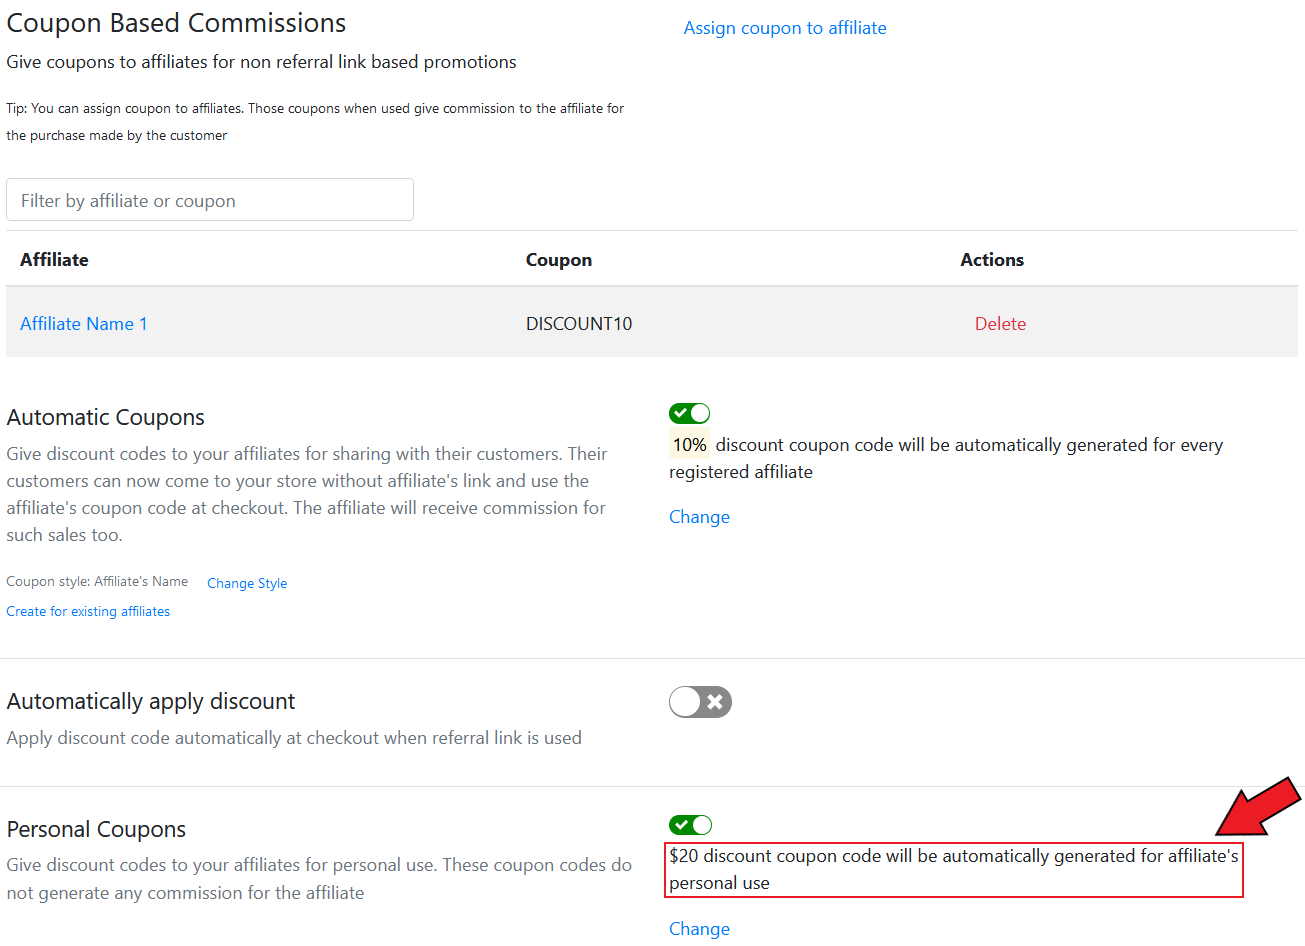 Coupon Based Commissions
Assign coupon to affiliate
Give coupons to affiliates for non referral link based promotions
Tip: You can assign coupon to affiliates. Those coupons when used give commission to the affiliate for
the purchase made by the customer
Filter by affiliate or coupon
Affiliate Coupon Actions
Affiliate Name 1 DISCOUNT10 Delete
Automatic Coupons
Give discount codes to your affiliates for sharing with their customers. Their
customers can now come to your store without affiliate's link and use the
affiliate's coupon code at checkout. The affiliate will receive commission for
such sales too.
Coupon style: Affiliate's Name Change Style
Create for existing affiliates
10% discount coupon code will be automatically generated for every
registered affiliate
Change
Automatically apply discount
Apply discount code automatically at checkout when referral link is used
Personal Coupons
Give discount codes to your affiliates for personal use. These coupon codes do
not generate any commission for the affiliate
$20 discount coupon code will be automatically generated for affiliate's
personal use
Change